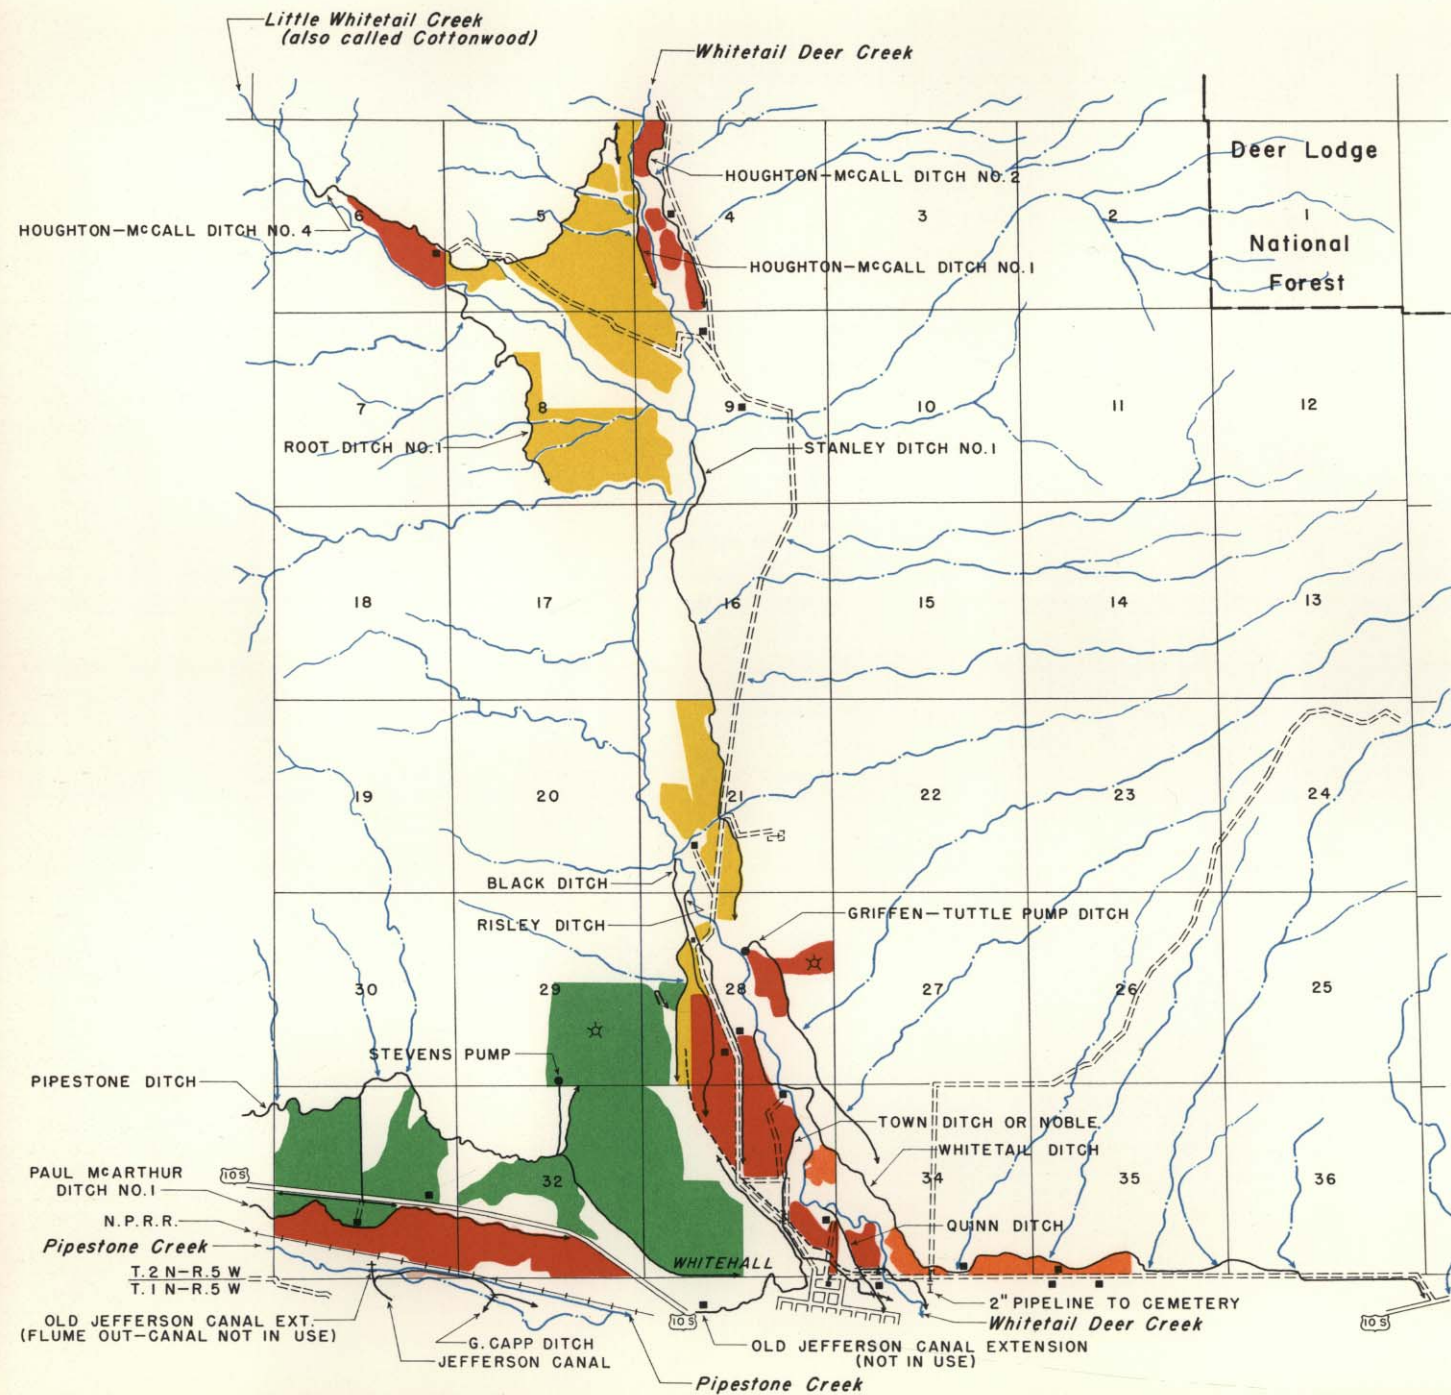 Little Whitetail Creek
(also called Cottonwood)
Whitetail Deer Creek
Deer Lodge
HOUGHTON-McCALL DITCH NO. 2
6
5
4
3
2
1
HOUGHTON-McCALL DITCH NO. 4
National
HOUGHTON-McCALL DITCH NO. 1
Forest
7
8
9
10
11
12
ROOT DITCH NO. 1
STANLEY DITCH NO. 1
18
17
16
15
14
13
19
20
21
22
23
24
BLACK DITCH
RISLEY DITCH
GRIFFEN-TUTTLE PUMP DITCH
30
29
28
27
26
25
STEVENS PUMP
PIPESTONE DITCH
TOWN DITCH OR NOBLE
WHITETAIL DITCH
PAUL McARTHUR
DITCH NO. 1
10 S
32
34
35
36
N.P.R.R.
QUINN DITCH
Pipestone Creek
WHITEHALL
T. 2 N-R. 5 W
T. 1 N-R. 5 W
2" PIPELINE TO CEMETERY
OLD JEFFERSON CANAL EXT.
(FLUME OUT-CANAL NOT IN USE)
10 S
Whitetail Deer Creek
10 S
G. CAPP DITCH
JEFFERSON CANAL
OLD JEFFERSON CANAL EXTENSION
(NOT IN USE)
Pipestone Creek